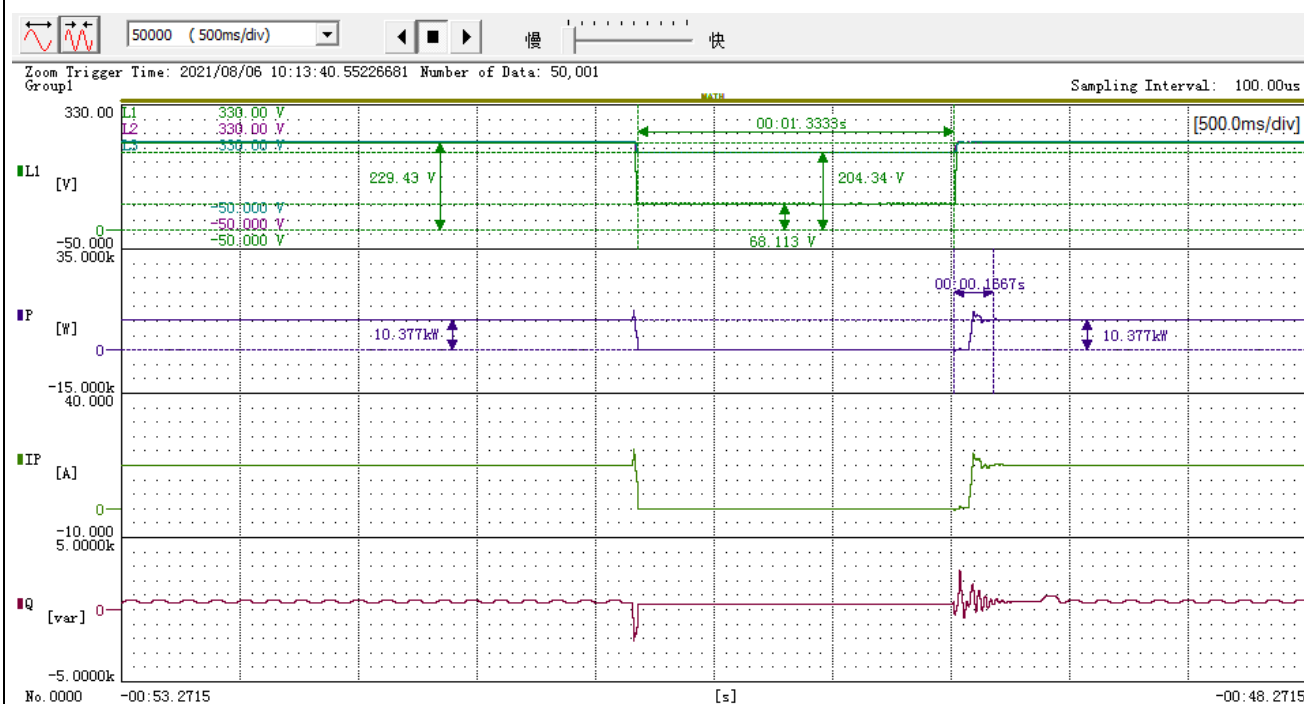 50000 ( 500ms/div)
慢
快
Zoom Trigger Time: 2021/08/06 10:13:40.55226681 Number of Data: 50,001
Group1
Sampling Interval: 100.00us
MATH
330.00
L1 330.00 V
L2 330.00 V
L3 330.00 V
00:01.3333s
[500.0ms/div]
L1
[V]
229.43 V
204.34 V
-50.000 V
-50.000 V
0
-50.000 V
68.113 V
-50.000
35.000k
00:00.1667s
P
[W]
10.377kW
10.377kW
0
-15.000k
40.000
IP
[A]
0
-10.000
5.0000k
Q
[var]
0
-5.0000k
No.0000
-00:53.2715
[s]
-00:48.2715